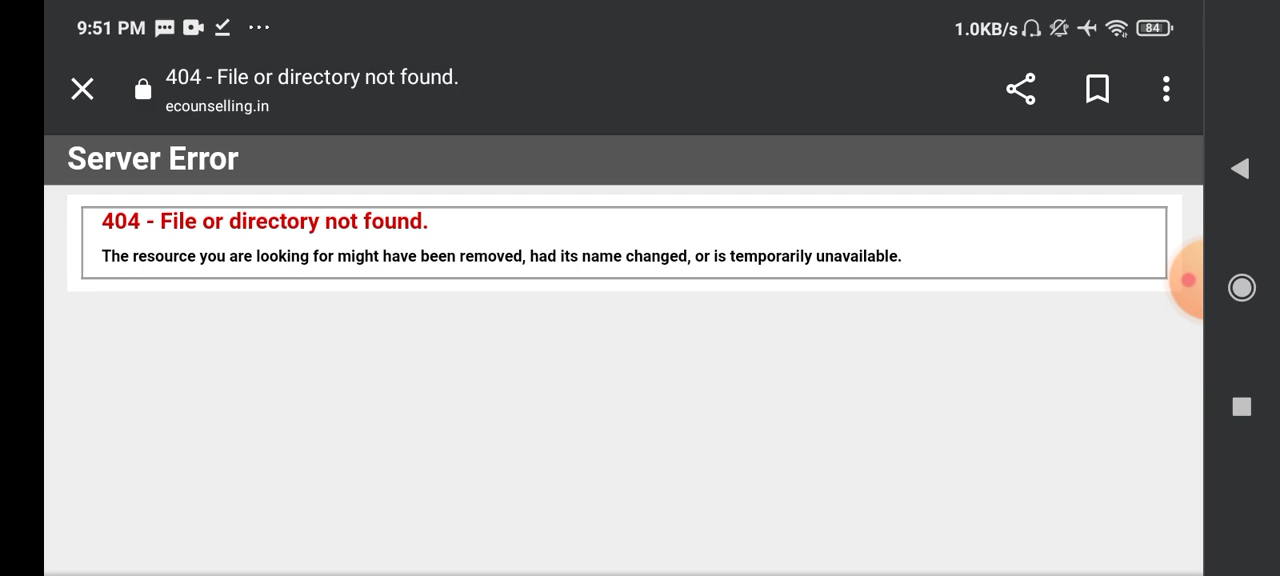 9:51 PM ... 1.0KB/s 84
404 - File or directory not found.
ecounselling.in
Server Error
404 - File or directory not found.
The resource you are looking for might have been removed, had its name changed, or is temporarily unavailable.